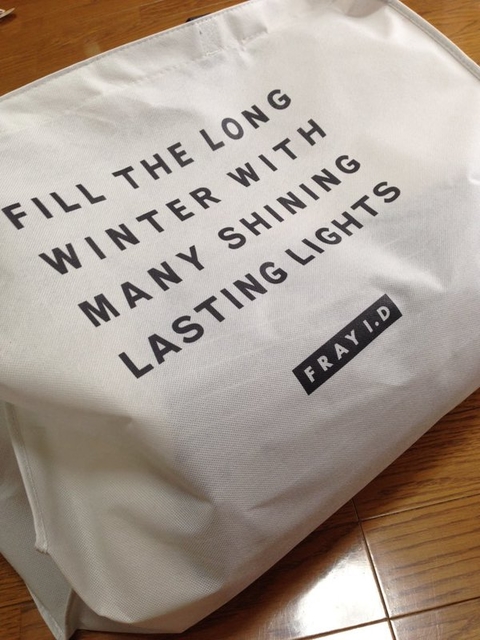 FILL THE LONG
WINTER WITH
MANY SHINING
LASTING LIGHTS
FRAY I.D